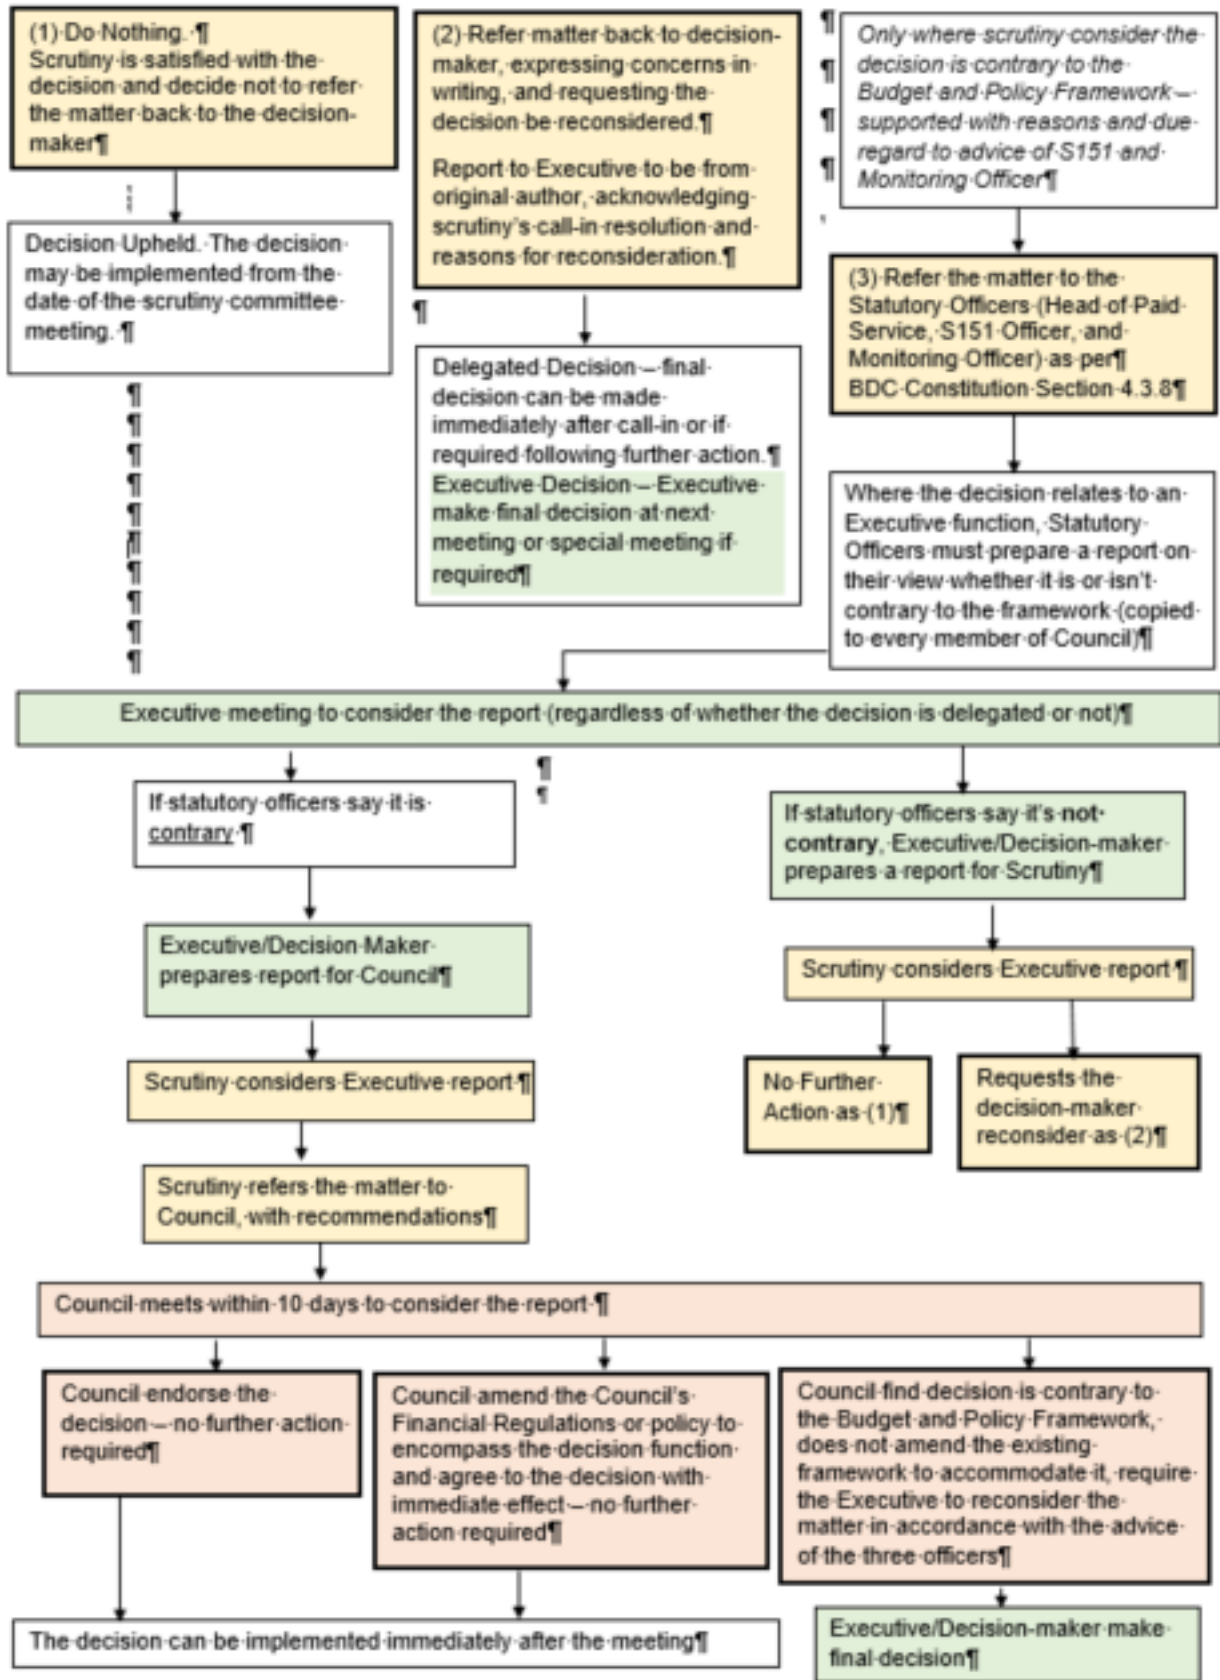 (1) Do Nothing. ¶
Scrutiny is satisfied with the
decision and decide not to refer
the matter back to the decision-
maker¶
Decision Upheld. The decision
may be implemented from the
date of the scrutiny committee
meeting. ¶
(2) Refer matter back to decision-
maker, expressing concerns in
writing, and requesting the
decision be reconsidered.¶
Report to Executive to be from
original author, acknowledging
scrutiny's call-in resolution and
reasons for reconsideration.¶
Delegated Decision – final
decision can be made
immediately after call-in or if
required following further action.¶
Executive Decision – Executive
make final decision at next
meeting or special meeting if
required¶
Only where scrutiny consider the
decision is contrary to the
Budget and Policy Framework –
supported with reasons and due
regard to advice of S151 and
Monitoring Officer¶
(3) Refer the matter to the
Statutory Officers (Head of Paid
Service, S151 Officer, and
Monitoring Officer) as per¶
BDC Constitution Section 4.3.8¶
Where the decision relates to an
Executive function, Statutory
Officers must prepare a report on
their view whether it is or isn't
contrary to the framework (copied
to every member of Council)¶
Executive meeting to consider the report (regardless of whether the decision is delegated or not)¶
If statutory officers say it is
contrary ¶
Executive/Decision Maker
prepares report for Council¶
Scrutiny considers Executive report ¶
Scrutiny refers the matter to
Council, with recommendations¶
If statutory officers say it's not
contrary, Executive/Decision-maker
prepares a report for Scrutiny¶
Scrutiny considers Executive report ¶
No Further
Action as (1)¶
Requests the
decision-maker
reconsider as (2)¶
Council meets within 10 days to consider the report ¶
Council endorse the
decision – no further action
required¶
Council amend the Council's
Financial Regulations or policy to
encompass the decision function
and agree to the decision with
immediate effect – no further
action required¶
Council find decision is contrary to
the Budget and Policy Framework,
does not amend the existing
framework to accommodate it, require
the Executive to reconsider the
matter in accordance with the advice
of the three officers¶
The decision can be implemented immediately after the meeting¶
Executive/Decision-maker make
final decision¶